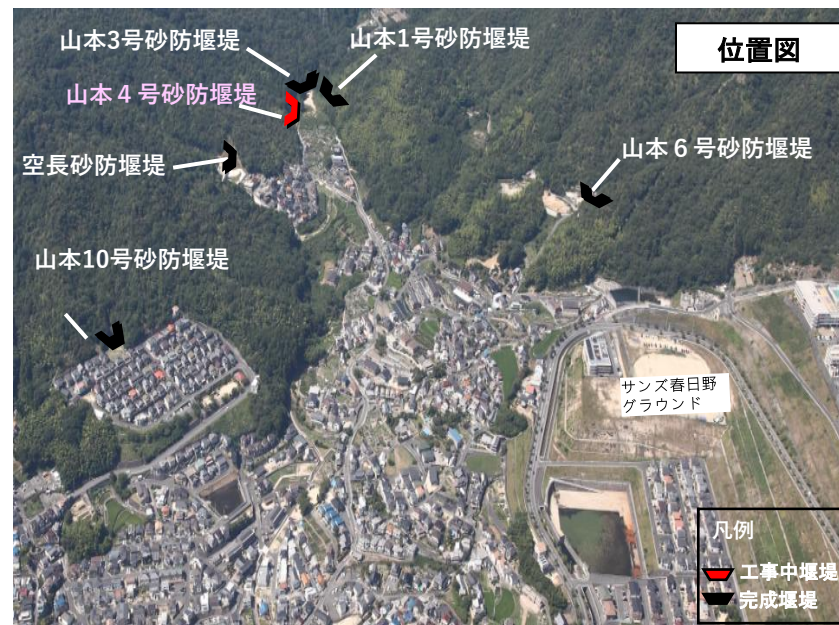 位置図
山本3号砂防堰堤
山本1号砂防堰堤
山本４号砂防堰堤
空長砂防堰堤
山本６号砂防堰堤
山本10号砂防堰堤
サンズ春日野
グラウンド
凡例
工事中堰堤
完成堰堤